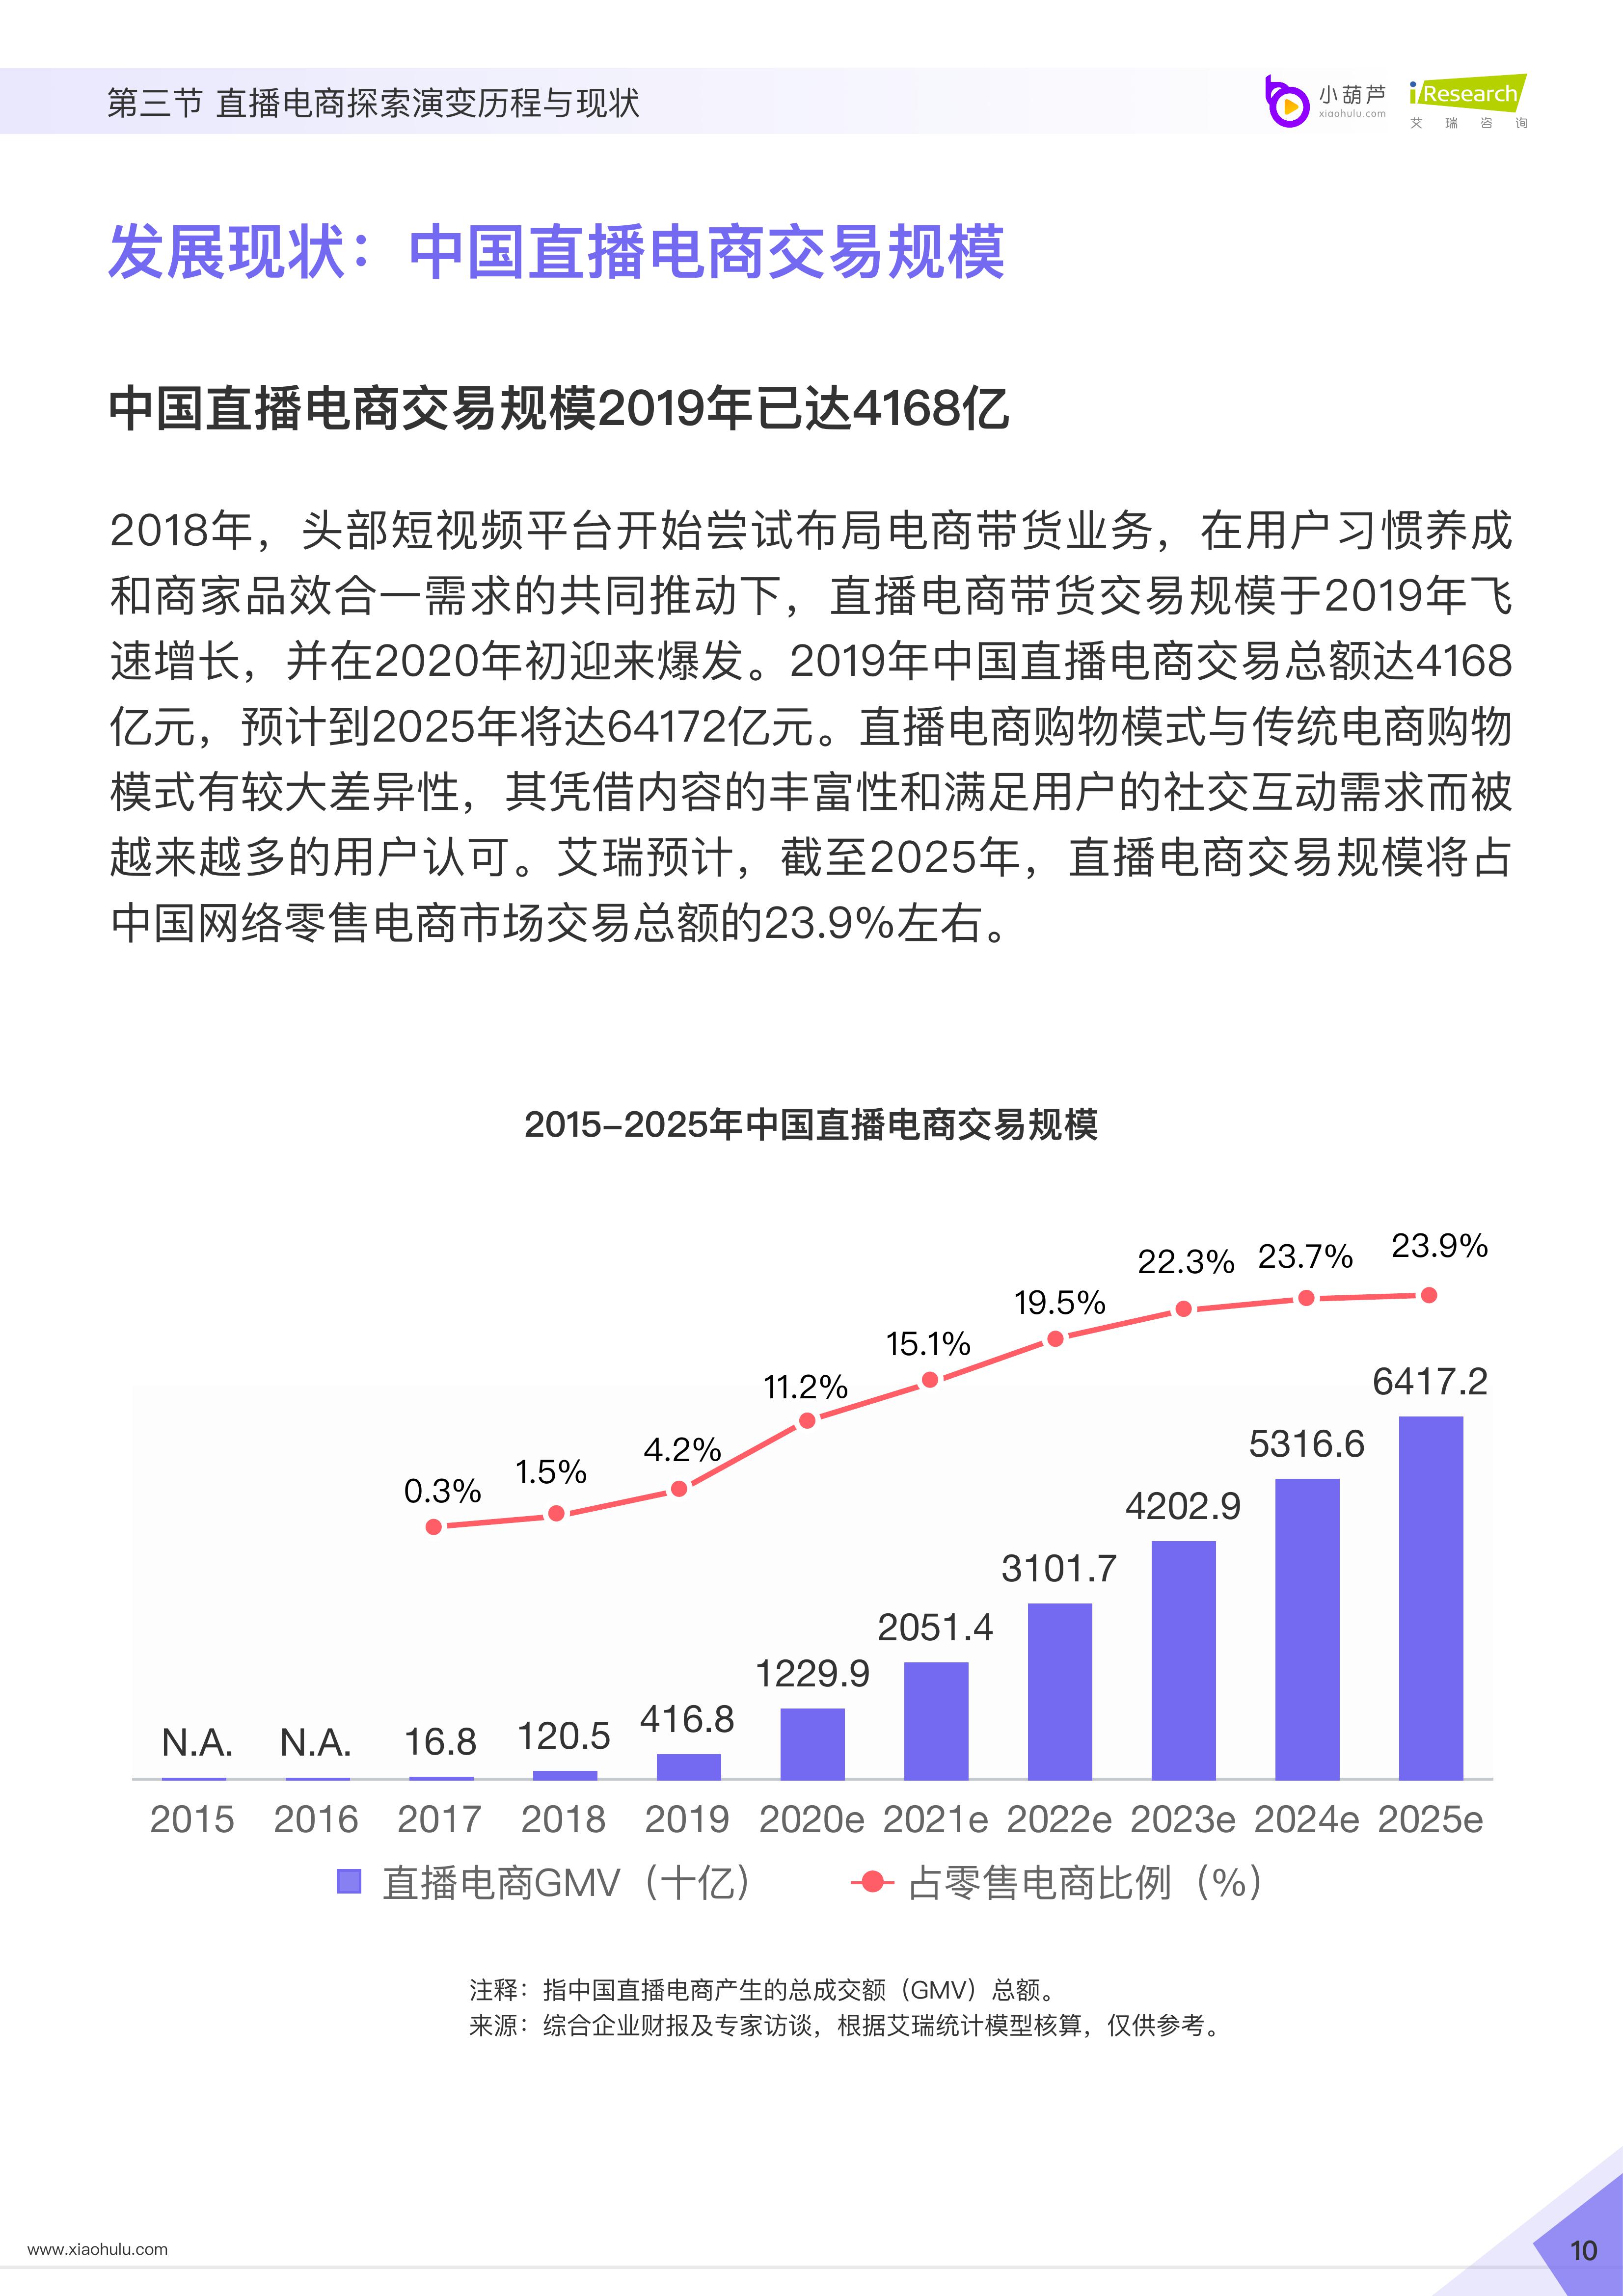 第三节 直播电商探索演变历程与现状
小葫芦
xiaohulu.com
iResearch
艾瑞咨询
发展现状：中国直播电商交易规模
中国直播电商交易规模2019年已达4168亿
2018年，头部短视频平台开始尝试布局电商带货业务，在用户习惯养成
和商家品效合一需求的共同推动下，直播电商带货交易规模于2019年飞
速增长，并在2020年初迎来爆发。2019年中国直播电商交易总额达4168
亿元，预计到2025年将达64172亿元。直播电商购物模式与传统电商购物
模式有较大差异性，其凭借内容的丰富性和满足用户的社交互动需求而被
越来越多的用户认可。艾瑞预计，截至2025年，直播电商交易规模将占
中国网络零售电商市场交易总额的23.9%左右。
2015–2025年中国直播电商交易规模
0.3% 1.5% 4.2% 11.2% 15.1% 19.5% 22.3% 23.7% 23.9%
N.A. N.A. 16.8 120.5 416.8 1229.9 2051.4 3101.7 4202.9 5316.6 6417.2
2015 2016 2017 2018 2019 2020e 2021e 2022e 2023e 2024e 2025e
直播电商GMV（十亿） 占零售电商比例（%）
注释：指中国直播电商产生的总成交额（GMV）总额。
来源：综合企业财报及专家访谈，根据艾瑞统计模型核算，仅供参考。
www.xiaohulu.com
10